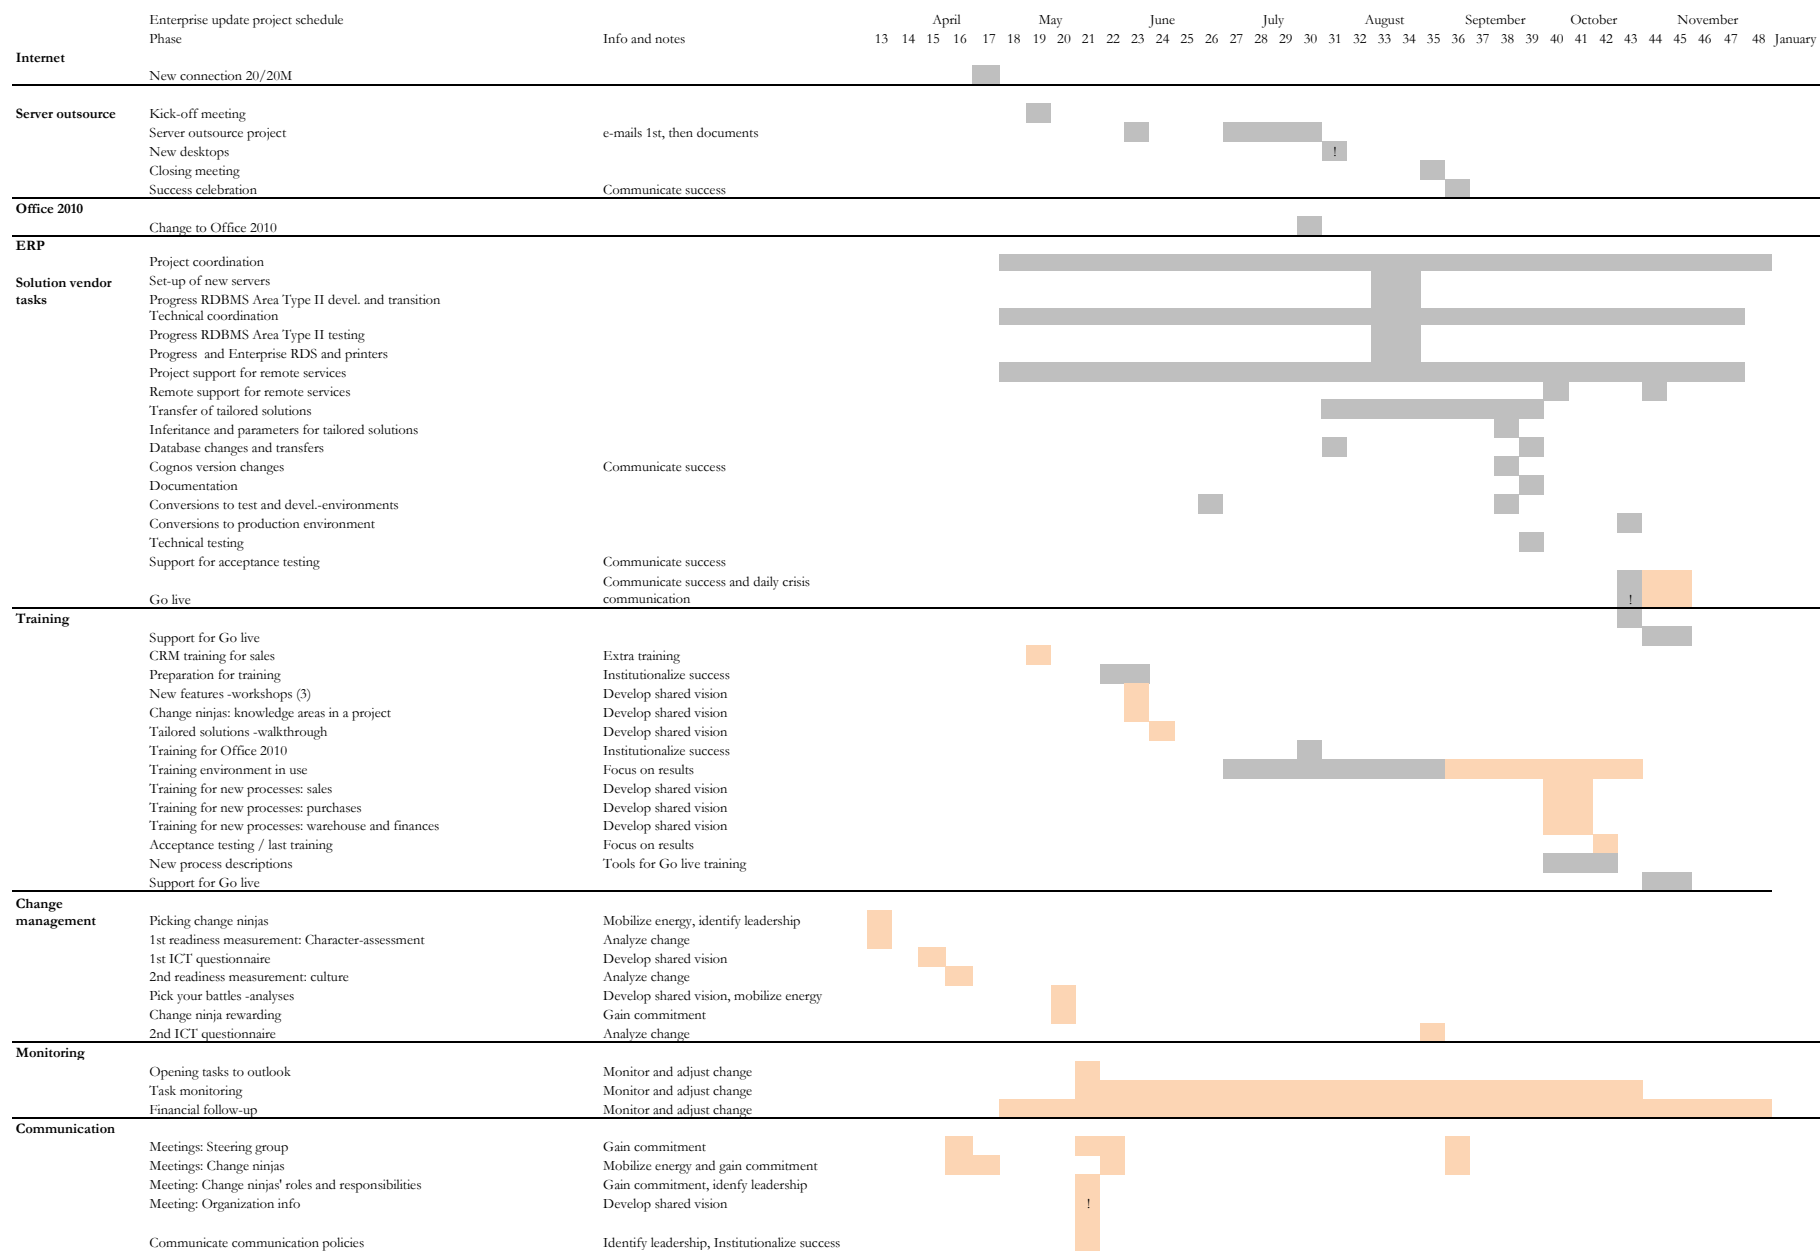 Enterprise update project schedule April May June July August September October November
Phase Info and notes 13 14 15 16 17 18 19 20 21 22 23 24 25 26 27 28 29 30 31 32 33 34 35 36 37 38 39 40 41 42 43 44 45 46 47 48 January
Internet
New connection 20/20M
Server outsource Kick-off meeting
Server outsource project e-mails 1st, then documents
New desktops !
Closing meeting
Success celebration Communicate success
Office 2010
Change to Office 2010
ERP
Project coordination
Solution vendor tasks Set-up of new servers
Progress RDBMS Area Type II devel. and transition
Technical coordination
Progress RDBMS Area Type II testing
Progress and Enterprise RDS and printers
Project support for remote services
Remote support for remote services
Transfer of tailored solutions
Inferitance and parameters for tailored solutions
Database changes and transfers
Cognos version changes Communicate success
Documentation
Conversions to test and devel.-environments
Conversions to production environment
Technical testing
Support for acceptance testing Communicate success
Communicate success and daily crisis
Go live communication !
Training
Support for Go live
CRM training for sales Extra training
Preparation for training Institutionalize success
New features -workshops (3) Develop shared vision
Change ninjas: knowledge areas in a project Develop shared vision
Tailored solutions -walkthrough Develop shared vision
Training for Office 2010 Institutionalize success
Training environment in use Focus on results
Training for new processes: sales Develop shared vision
Training for new processes: purchases Develop shared vision
Training for new processes: warehouse and finances Develop shared vision
Acceptance testing / last training Focus on results
New process descriptions Tools for Go live training
Support for Go live
Change
management Picking change ninjas Mobilize energy, identify leadership
1st readiness measurement: Character-assessment Analyze change
1st ICT questionnaire Develop shared vision
2nd readiness measurement: culture Analyze change
Pick your battles -analyses Develop shared vision, mobilize energy
Change ninja rewarding Gain commitment
2nd ICT questionnaire Analyze change
Monitoring
Opening tasks to outlook Monitor and adjust change
Task monitoring Monitor and adjust change
Financial follow-up Monitor and adjust change
Communication
Meetings: Steering group Gain commitment
Meetings: Change ninjas Mobilize energy and gain commitment
Meeting: Change ninjas' roles and responsibilities Gain commitment, idenfy leadership
Meeting: Organization info Develop shared vision !
Communicate communication policies Identify leadership, Institutionalize success